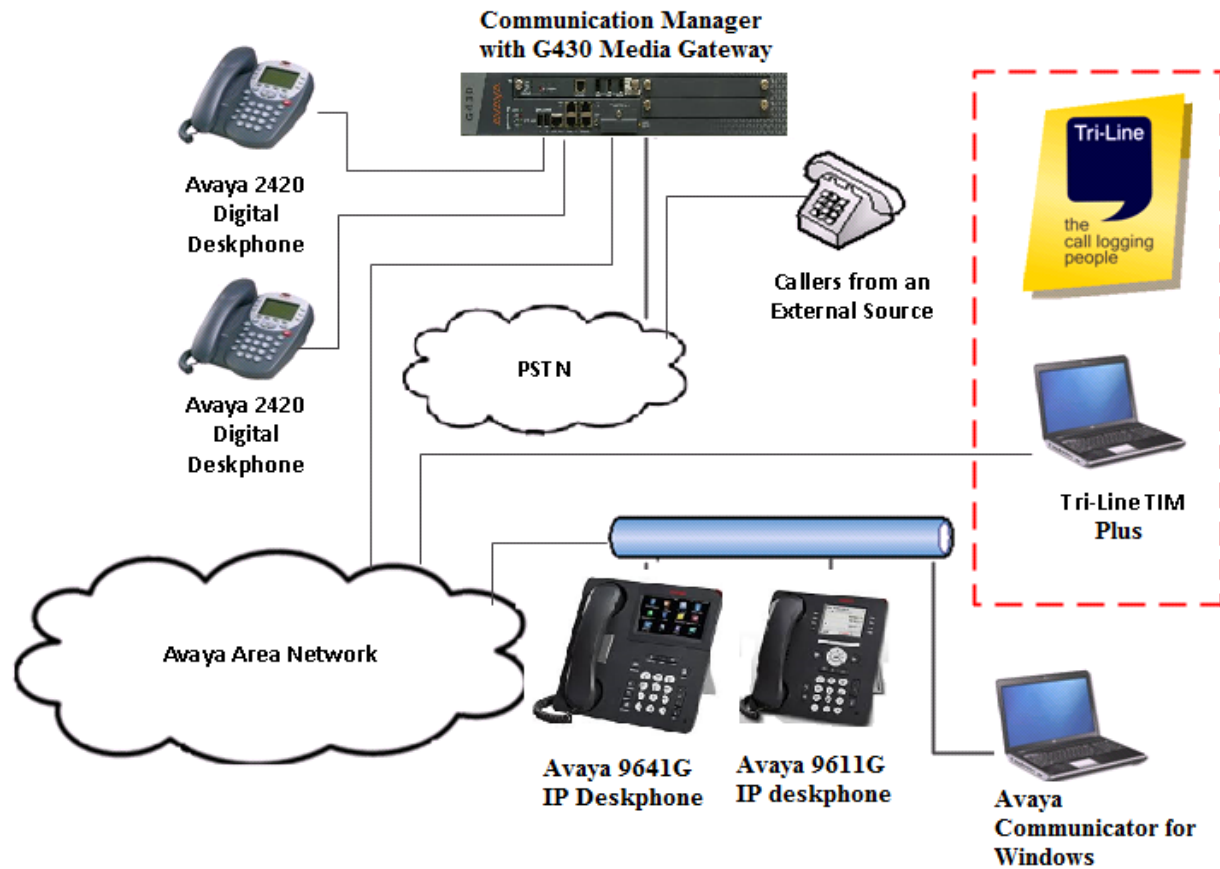 Communication Manager
with G430 Media Gateway
G430
AVAYA
Avaya 2420
Digital
Deskphone
Tri-Line
the
call logging
people
Callers from an
External Source
PSTN
Avaya 2420
Digital
Deskphone
Tri-Line TIM
Plus
Avaya Area Network
Avaya 9641G
IP Deskphone
Avaya 9611G
IP deskphone
Avaya
Communicator for
Windows